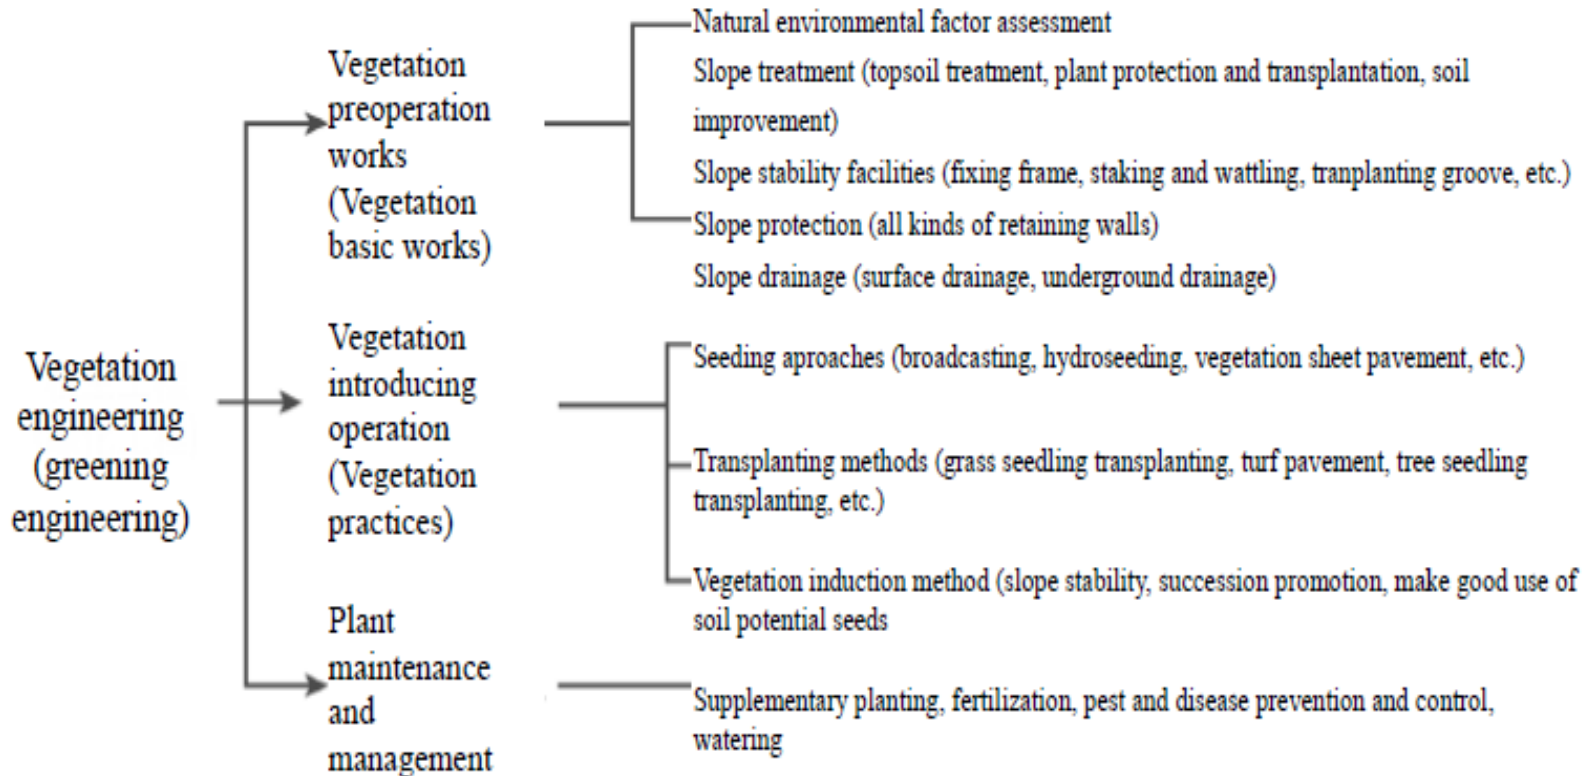 Vegetation
engineering
(greening
engineering)
Vegetation
preoperation
works
(Vegetation
basic works)
Natural environmental factor assessment
Slope treatment (topsoil treatment, plant protection and transplantation, soil
improvement)
Slope stability facilities (fixing frame, staking and wattling, tranplanting groove, etc.)
Slope protection (all kinds of retaining walls)
Slope drainage (surface drainage, underground drainage)
Vegetation
introducing
operation
(Vegetation
practices)
Seeding aproaches (broadcasting, hydroseeding, vegetation sheet pavement, etc.)
Transplanting methods (grass seedling transplanting, turf pavement, tree seedling
transplanting, etc.)
Vegetation induction method (slope stability, succession promotion, make good use of
soil potential seeds
Plant
maintenance
and
management
Supplementary planting, fertilization, pest and disease prevention and control,
watering